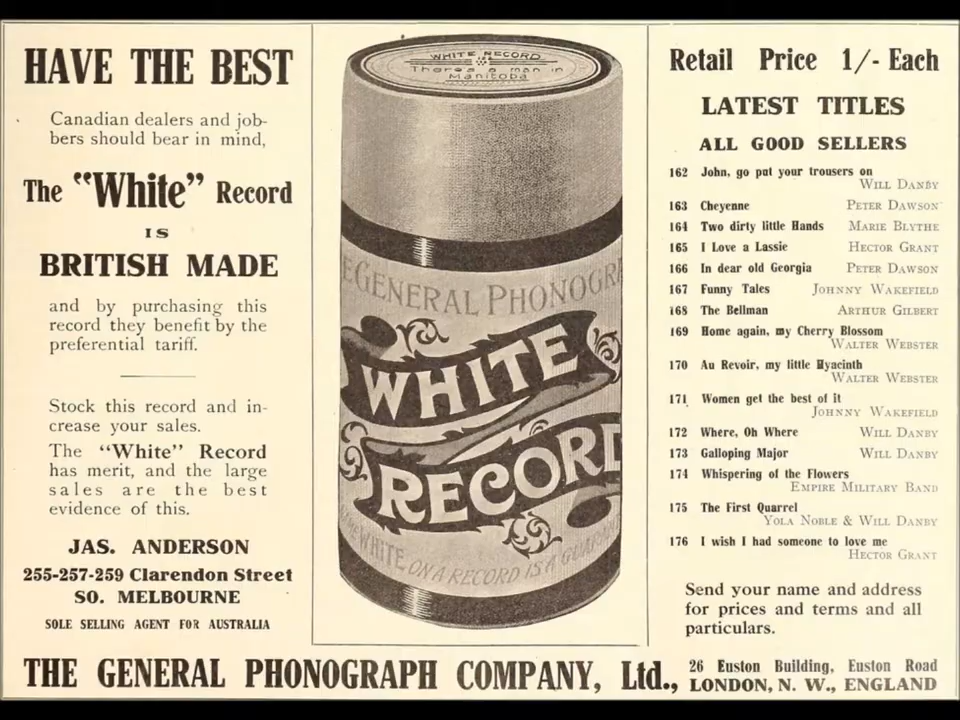 HAVE THE BEST
Canadian dealers and job-
bers should bear in mind,
The "White" Record
IS
BRITISH MADE
and by purchasing this
record they benefit by the
preferential tariff.
Stock this record and in-
crease your sales.
The "White" Record
has merit, and the large
sales are the best
evidence of this.
JAS. ANDERSON
255-257-259 Clarendon Street
SO. MELBOURNE
SOLE SELLING AGENT FOR AUSTRALIA
WHITE RECORD
There's a man in
Manitoba
GENERAL PHONOGR
WHITE
RECORD
WHITE ON A RECORD IS A GUAR
Retail Price 1/- Each
LATEST TITLES
ALL GOOD SELLERS
162 John, go put your trousers on
WILL DANBY
163 Cheyenne PETER DAWSON
164 Two dirty little Hands MARIE BLYTHE
165 I Love a Lassie HECTOR GRANT
166 In dear old Georgia PETER DAWSON
167 Funny Tales JOHNNY WAKEFIELD
168 The Bellman ARTHUR GILBERT
169 Home again, my Cherry Blossom
WALTER WEBSTER
170 Au Revoir, my little Hyacinth
WALTER WEBSTER
171 Women get the best of it
JOHNNY WAKEFIELD
172 Where, Oh Where WILL DANBY
173 Galloping Major WILL DANBY
174 Whispering of the Flowers
EMPIRE MILITARY BAND
175 The First Quarrel
YOLA NOBLE & WILL DANBY
176 I wish I had someone to love me
HECTOR GRANT
Send your name and address
for prices and terms and all
particulars.
THE GENERAL PHONOGRAPH COMPANY, Ltd.,
26 Euston Building, Euston Road
LONDON, N. W., ENGLAND